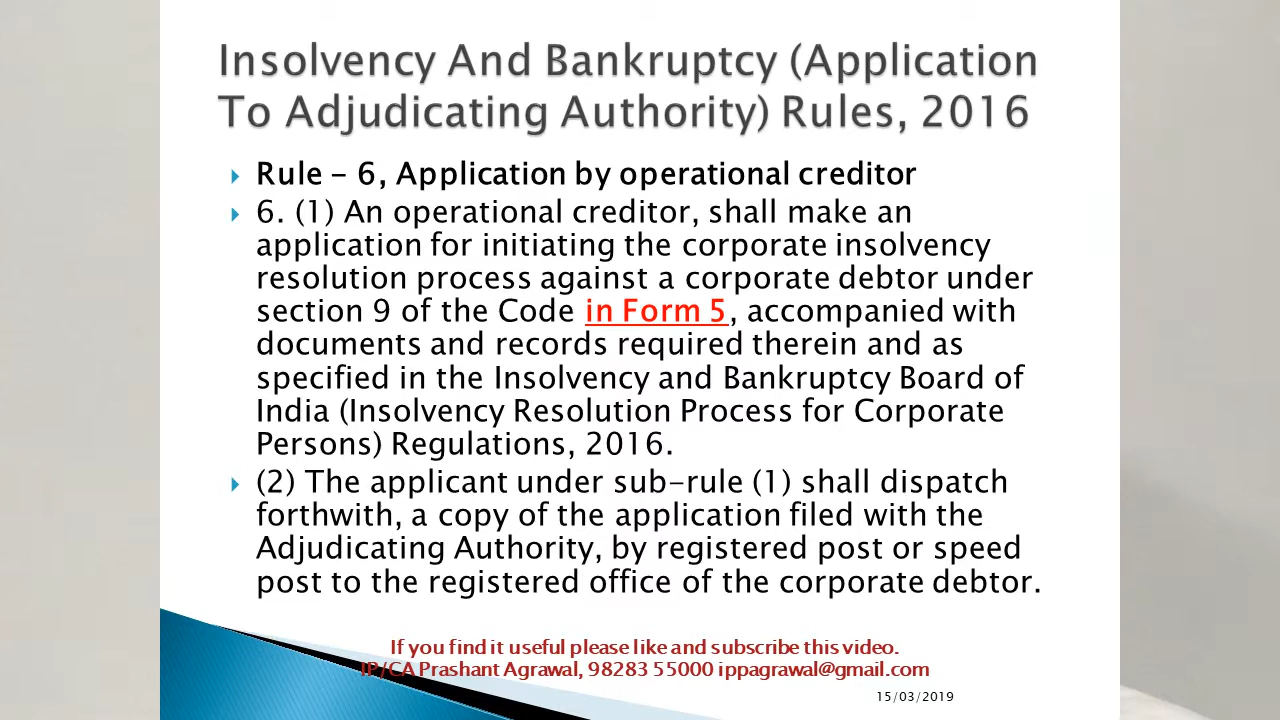 Insolvency And Bankruptcy (Application
To Adjudicating Authority) Rules, 2016
Rule - 6, Application by operational creditor
6. (1) An operational creditor, shall make an
application for initiating the corporate insolvency
resolution process against a corporate debtor under
section 9 of the Code in Form 5, accompanied with
documents and records required therein and as
specified in the Insolvency and Bankruptcy Board of
India (Insolvency Resolution Process for Corporate
Persons) Regulations, 2016.
(2) The applicant under sub-rule (1) shall dispatch
forthwith, a copy of the application filed with the
Adjudicating Authority, by registered post or speed
post to the registered office of the corporate debtor.
If you find it useful please like and subscribe this video.
IP/CA Prashant Agrawal, 98283 55000 ippagrawal@gmail.com
15/03/2019